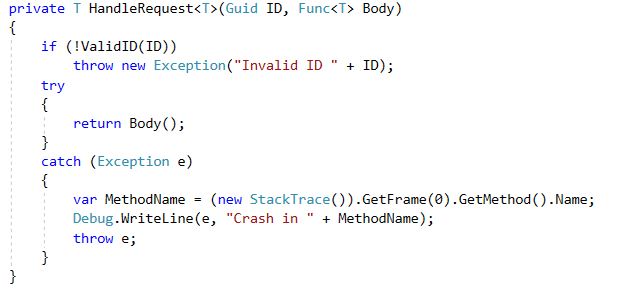 private T HandleRequest<T>(Guid ID, Func<T> Body)
{
    if (!ValidID(ID))
        throw new Exception("Invalid ID " + ID);
    try
    {
        return Body();
    }
    catch (Exception e)
    {
        var MethodName = (new StackTrace()).GetFrame(0).GetMethod().Name;
        Debug.WriteLine(e, "Crash in " + MethodName);
        throw e;
    }
}